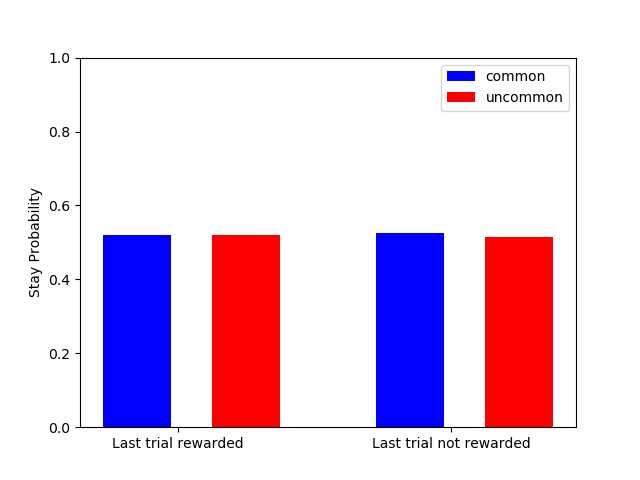 1.0
0.8
0.6
0.4
0.2
0.0
Stay Probability
common
uncommon
Last trial rewarded
Last trial not rewarded